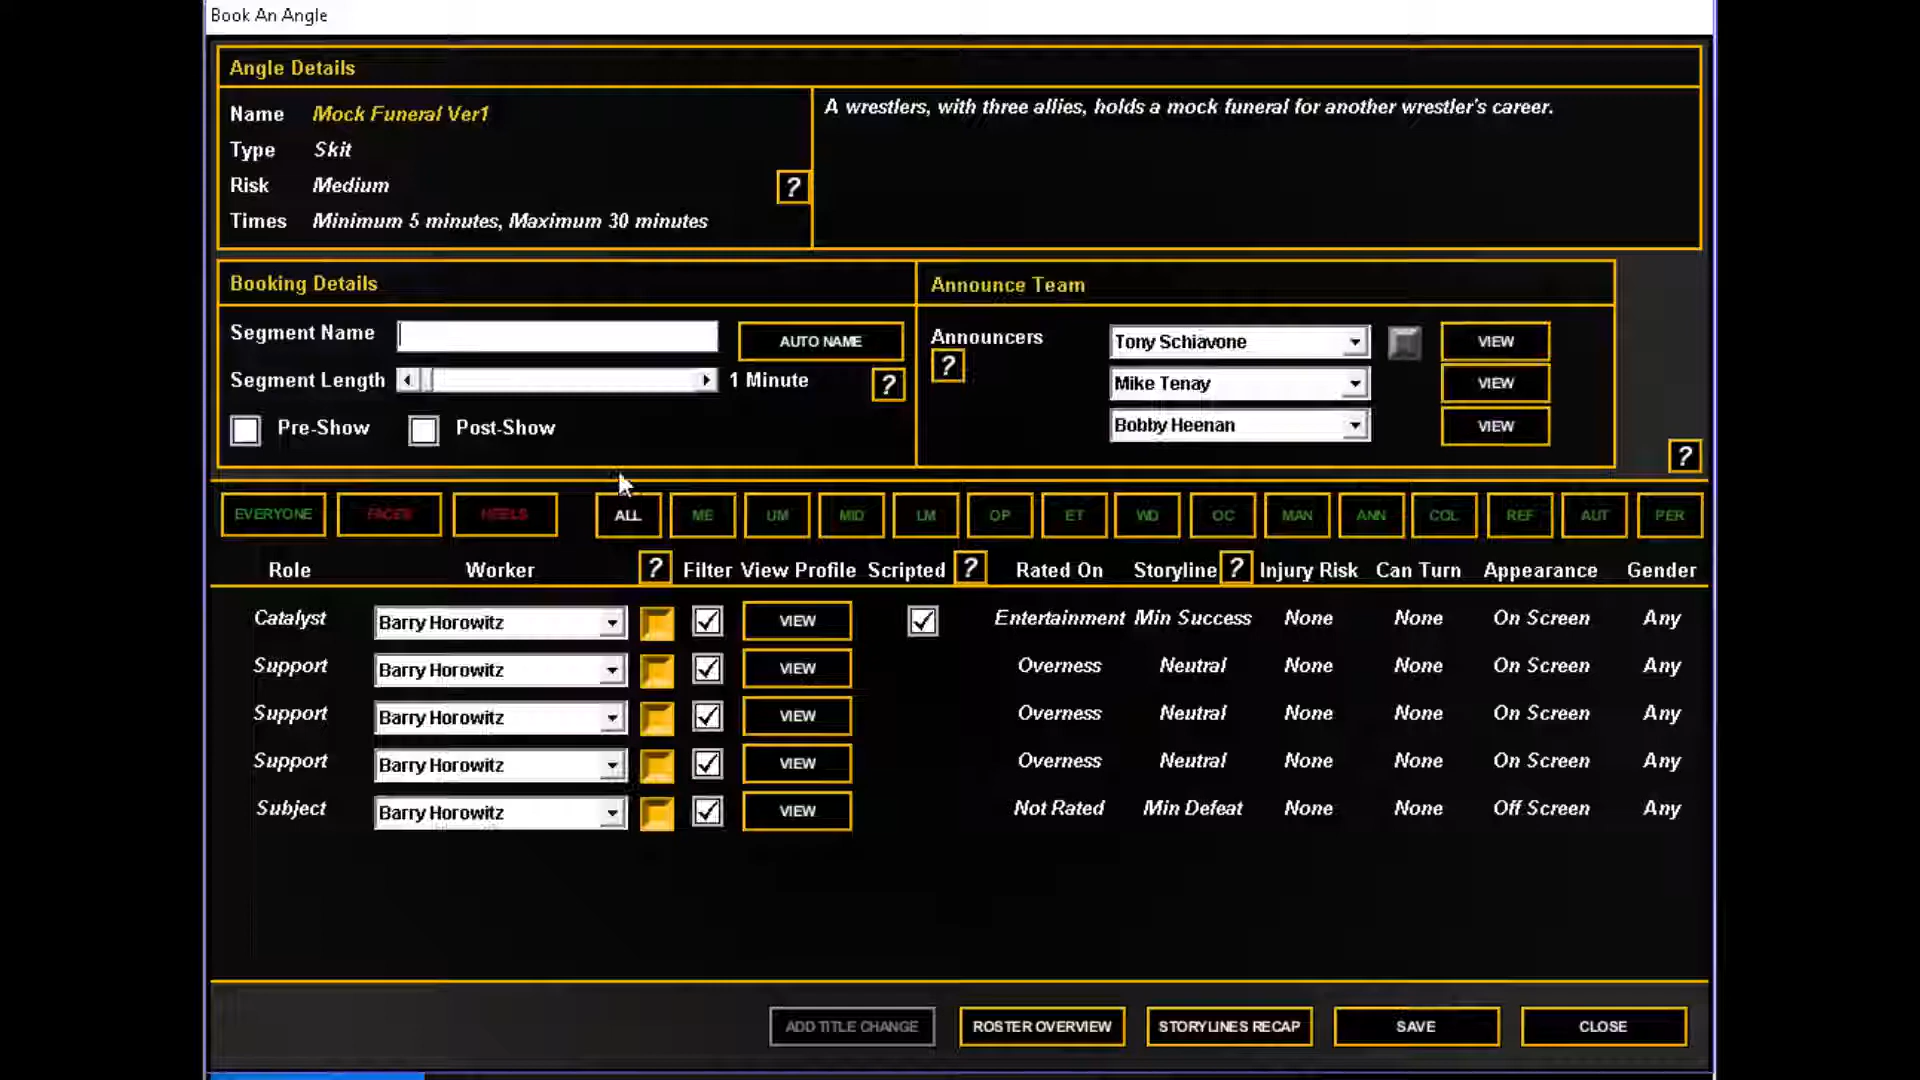 Book An Angle
Angle Details
Name Mock Funeral Ver1
Type Skit
Risk Medium
?
Times Minimum 5 minutes, Maximum 30 minutes
A wrestlers, with three allies, holds a mock funeral for another wrestler's career.
Booking Details
Segment Name AUTO NAME
Segment Length 1 Minute ?
Pre-Show Post-Show
Announce Team
Announcers Tony Schiavone VIEW
? Mike Tenay VIEW
Bobby Heenan VIEW
?
EVERYONE FACES HEELS ALL ME UM MID LM OP ET WD OC MAN ANN COL REF AUT PER
Role Worker ? Filter View Profile Scripted ? Rated On Storyline ? Injury Risk Can Turn Appearance Gender
Catalyst Barry Horowitz VIEW Entertainment Min Success None None On Screen Any
Support Barry Horowitz VIEW Overness Neutral None None On Screen Any
Support Barry Horowitz VIEW Overness Neutral None None On Screen Any
Support Barry Horowitz VIEW Overness Neutral None None On Screen Any
Subject Barry Horowitz VIEW Not Rated Min Defeat None None Off Screen Any
ADD TITLE CHANGE ROSTER OVERVIEW STORYLINES RECAP SAVE CLOSE